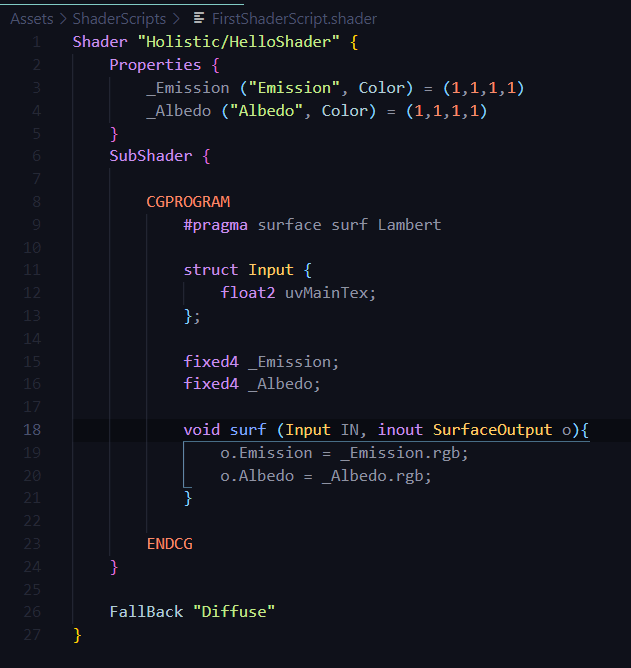 Assets > ShaderScripts > FirstShaderScript.shader
1 Shader "Holistic/HelloShader" {
2 Properties {
3 _Emission ("Emission", Color) = (1,1,1,1)
4 _Albedo ("Albedo", Color) = (1,1,1,1)
5 }
6 SubShader {
7
8 CGPROGRAM
9 #pragma surface surf Lambert
10
11 struct Input {
12 float2 uvMainTex;
13 };
14
15 fixed4 _Emission;
16 fixed4 _Albedo;
17
18 void surf (Input IN, inout SurfaceOutput o){
19 o.Emission = _Emission.rgb;
20 o.Albedo = _Albedo.rgb;
21 }
22
23 ENDCG
24 }
25
26 FallBack "Diffuse"
27 }